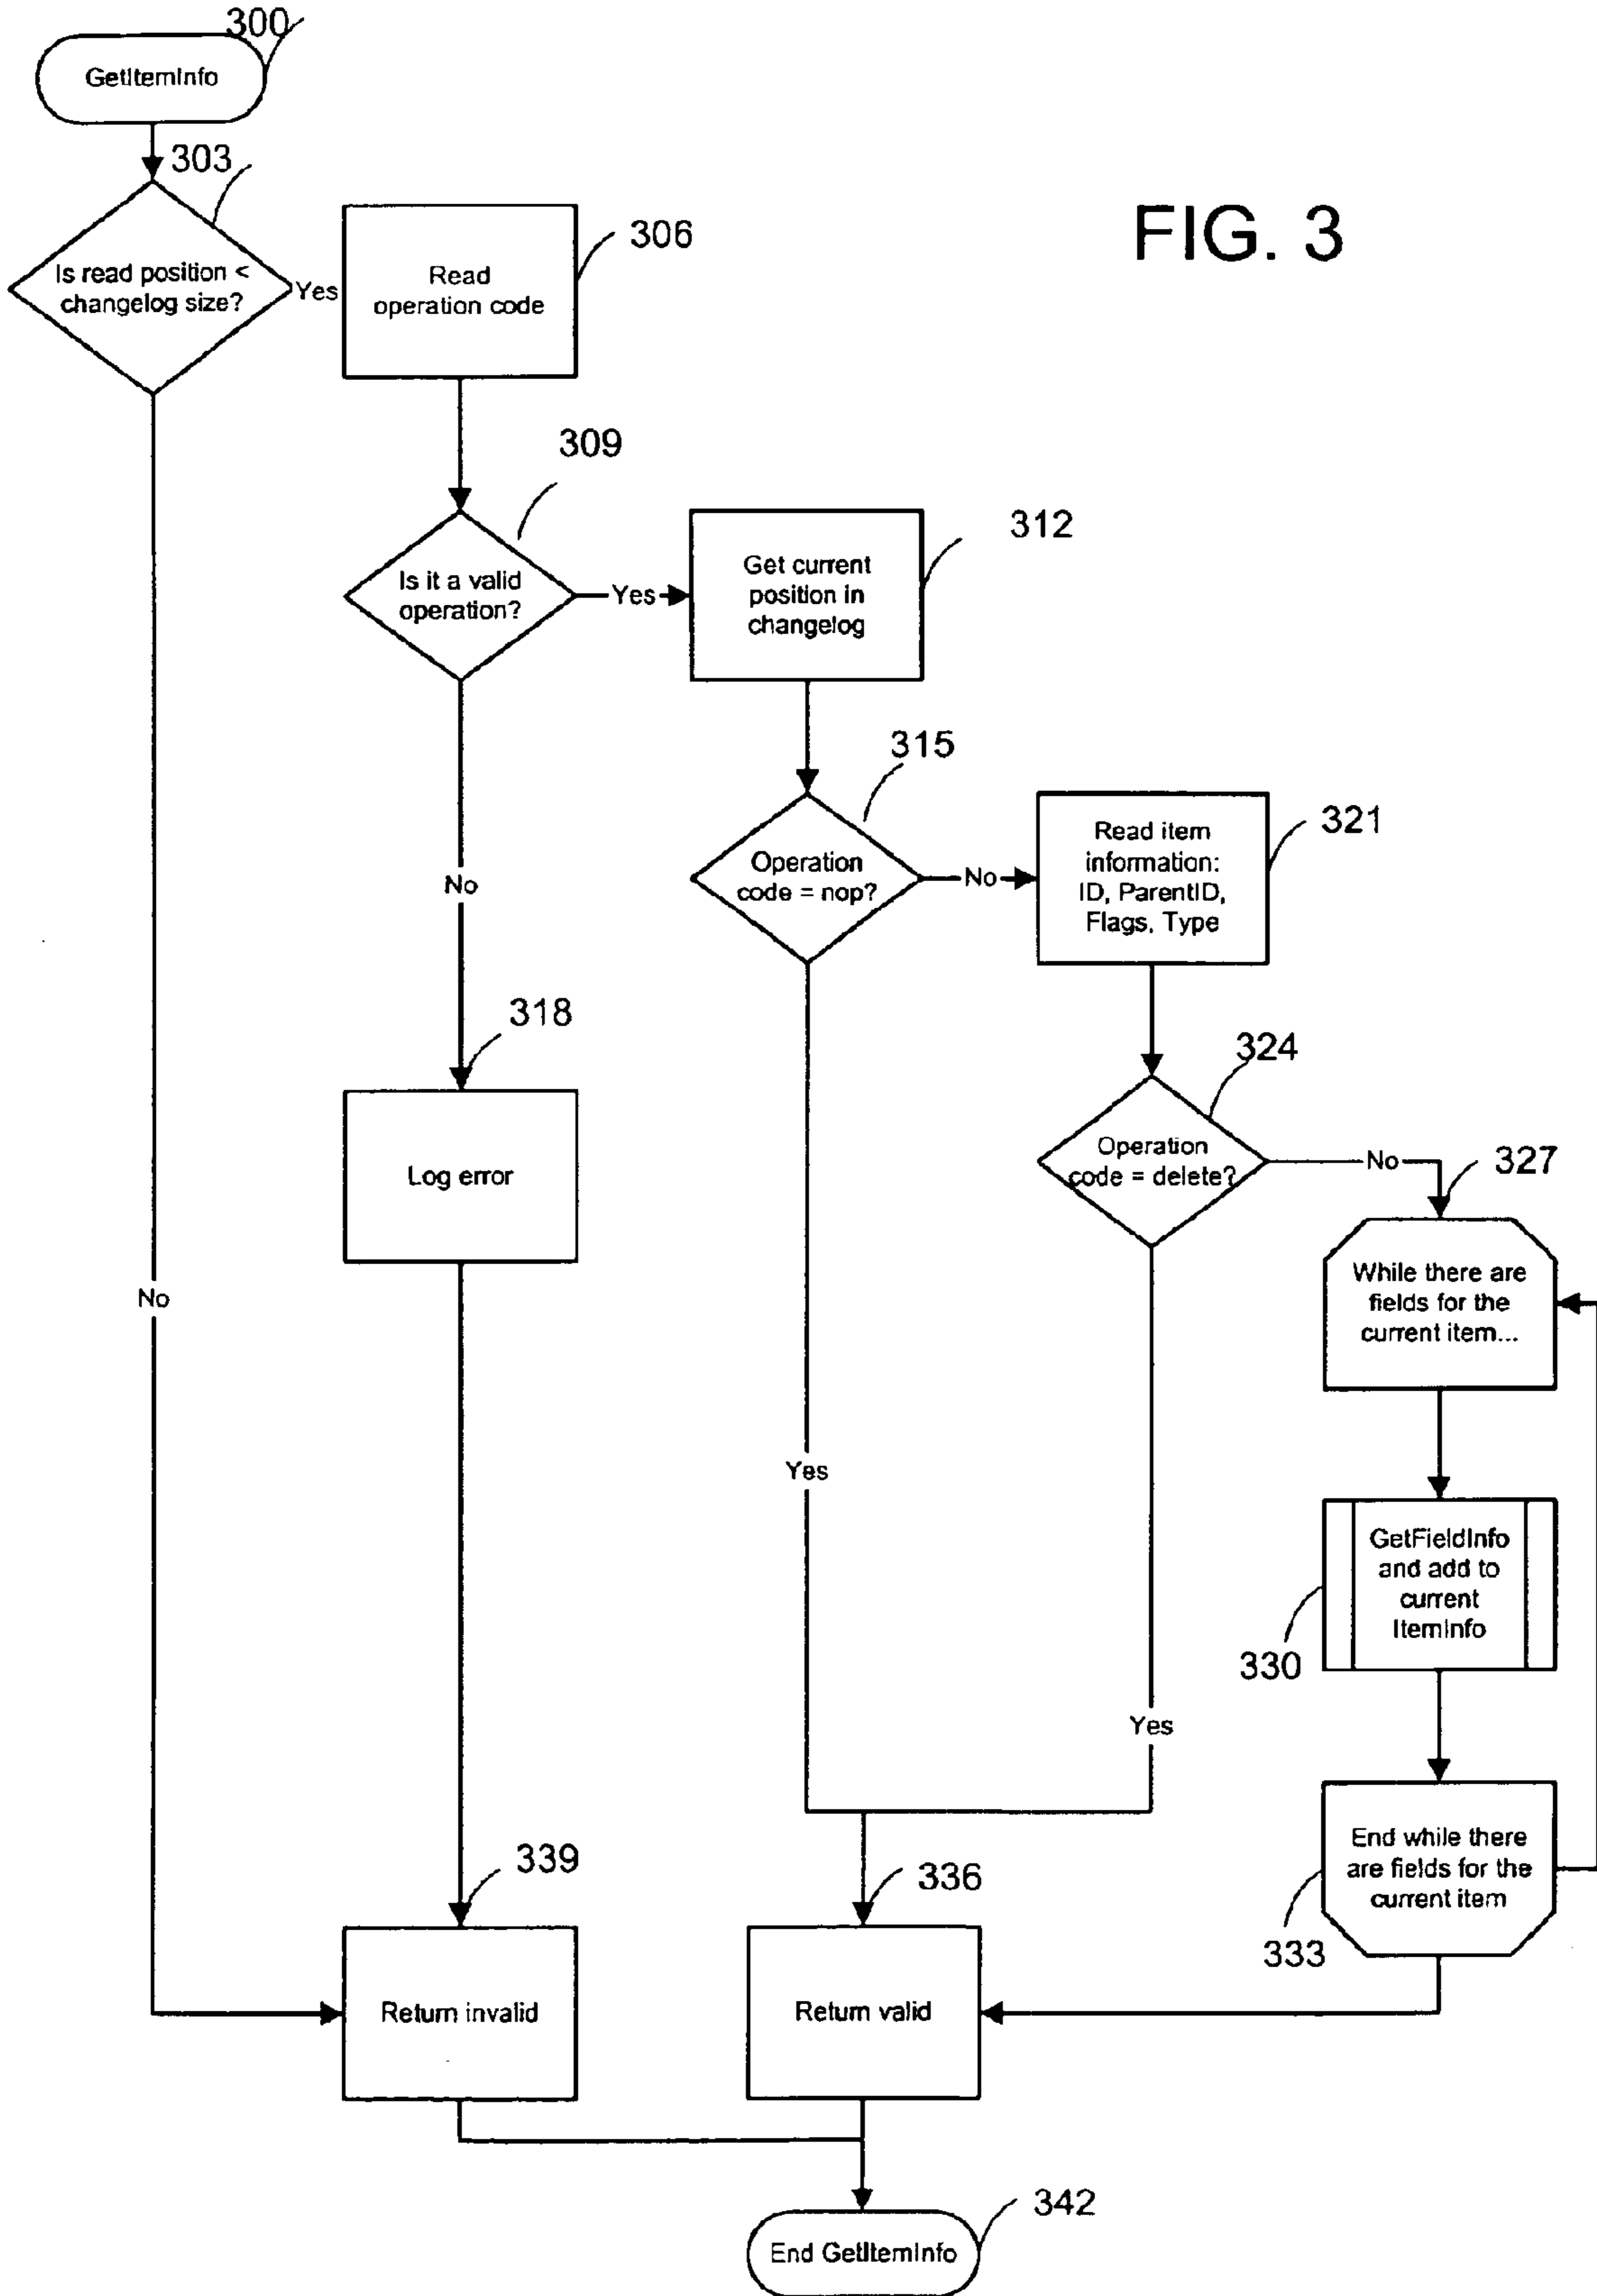 300
GetItemInfo
303
FIG. 3
306
Is read position <
changelog size?
Yes
Read
operation code
309
312
Is it a valid
operation?
Yes
Get current
position in
changelog
315
321
No
Operation
code = nop?
No
Read item
information:
ID, ParentID,
Flags, Type
318
324
Log error
Operation
code = delete?
No
327
No
While there are
fields for the
current item...
Yes
GetFieldInfo
and add to
current
ItemInfo
330
Yes
339
336
End while there
are fields for the
current item
333
Return invalid
Return valid
342
End GetItemInfo